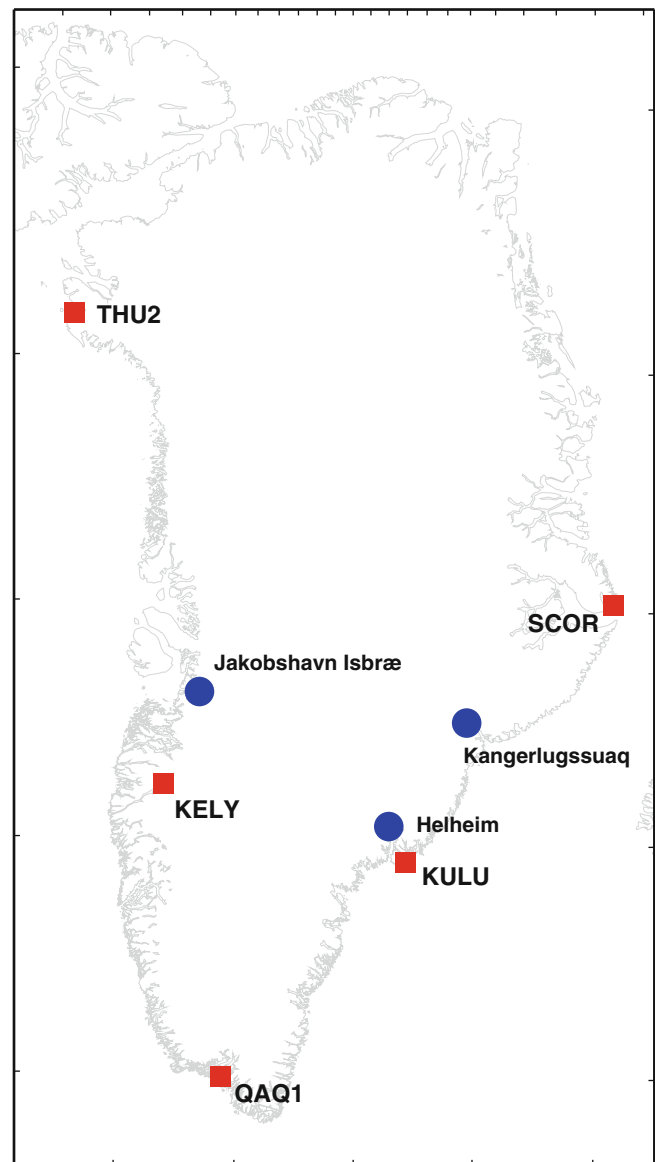 THU2
SCOR
Jakobshavn Isbræ
Kangerlugssuaq
KELY
Helheim
KULU
QAQ1